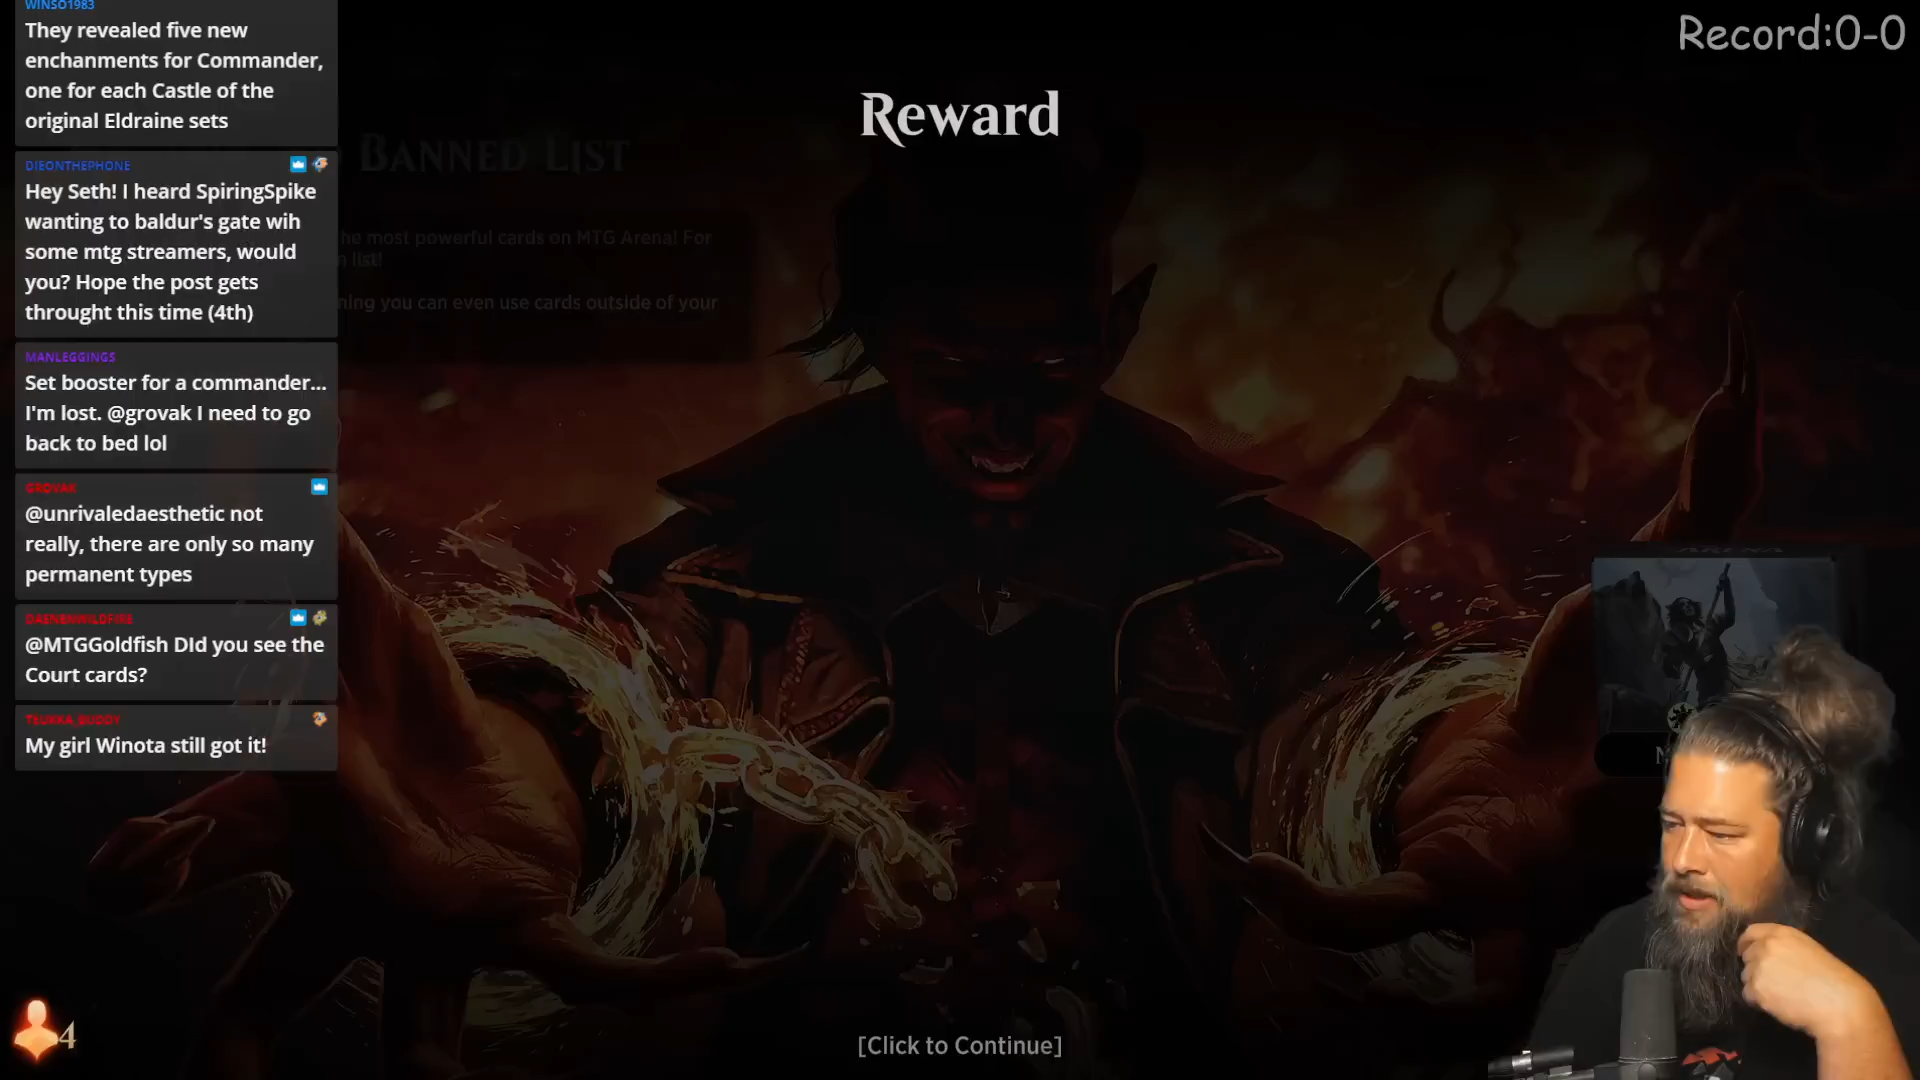 WINSO1983
They revealed five new
enchanments for Commander,
one for each Castle of the
original Eldraine sets
DIEONTHEPHONE
Hey Seth! I heard SpiringSpike
wanting to baldur's gate wih
some mtg streamers, would
you? Hope the post gets
throught this time (4th)
MANLEGGINGS
Set booster for a commander...
I'm lost. @grovak I need to go
back to bed lol
GROVAK
@unrivaledaesthetic not
really, there are only so many
permanent types
DAENENWILDFIRE
@MTGGoldfish DId you see the
Court cards?
TEUKKA_BUDDY
My girl Winota still got it!
4
Record:0-0
Reward
BANNED LIST
he most powerful cards on MTG Arena! For
n list!
ning you can even use cards outside of your
ARENA
[Click to Continue]